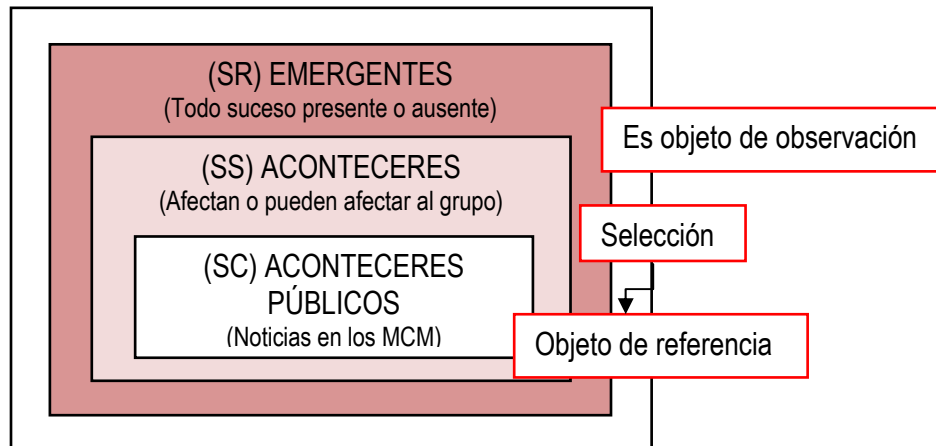 (SR) EMERGENTES
(Todo suceso presente o ausente)
Es objeto de observación
(SS) ACONTECERES
(Afectan o pueden afectar al grupo)
Selección
(SC) ACONTECERES
PÚBLICOS
(Noticias en los MCM)
Objeto de referencia